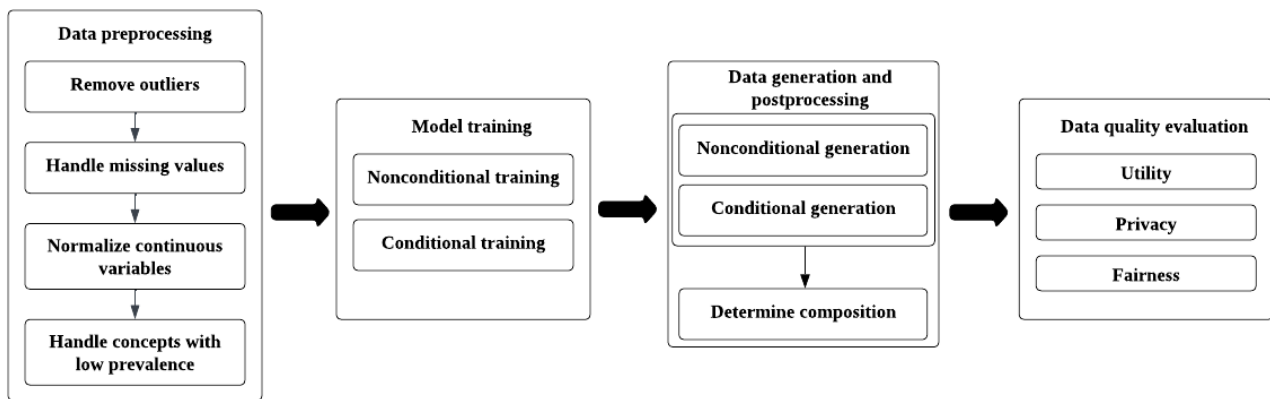 Data preprocessing
Remove outliers
Handle missing values
Normalize continuous
variables
Handle concepts with
low prevalence
Model training
Nonconditional training
Conditional training
Data generation and
postprocessing
Nonconditional generation
Conditional generation
Determine composition
Data quality evaluation
Utility
Privacy
Fairness